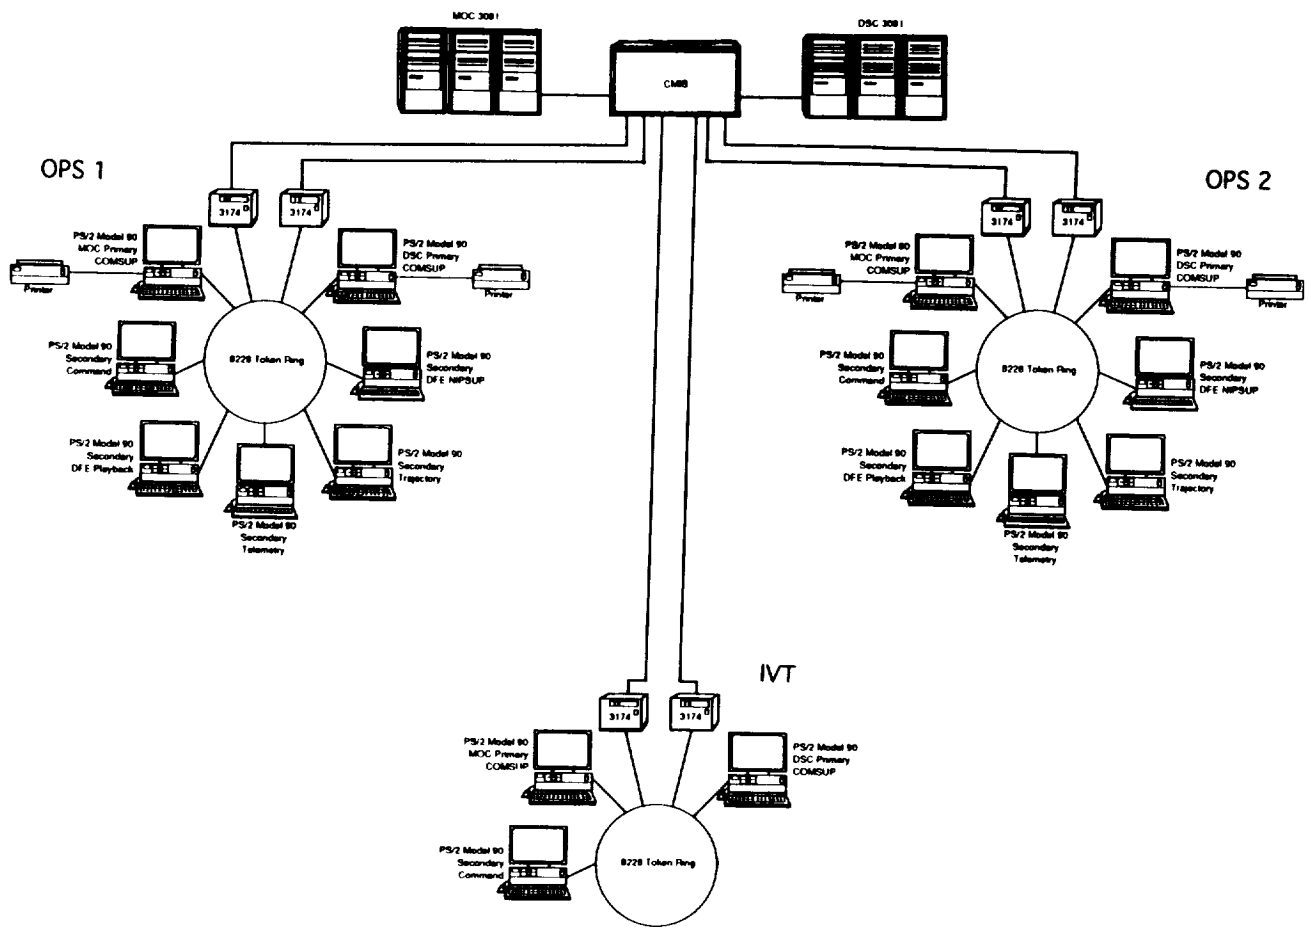 MOC 3081
DSC 3081
CMIB
OPS 1
OPS 2
3174
3174
3174
3174
PS/2 Model 90
MOC Primary
COMSUP
PS/2 Model 90
DSC Primary
COMSUP
Printer
Printer
PS/2 Model 90
MOC Primary
COMSUP
PS/2 Model 90
DSC Primary
COMSUP
Printer
Printer
PS/2 Model 90
Secondary
Command
8228 Token Ring
PS/2 Model 90
Secondary
DFE NIPSUP
PS/2 Model 90
Secondary
Command
8228 Token Ring
PS/2 Model 90
Secondary
DFE NIPSUP
PS/2 Model 90
Secondary
DFE Playback
PS/2 Model 90
Secondary
Trajectory
PS/2 Model 90
Secondary
Telemetry
PS/2 Model 90
Secondary
DFE Playback
PS/2 Model 90
Secondary
Trajectory
PS/2 Model 90
Secondary
Telemetry
IVT
3174
3174
PS/2 Model 90
MOC Primary
COMSUP
PS/2 Model 90
DSC Primary
COMSUP
PS/2 Model 90
Secondary
Command
8228 Token Ring